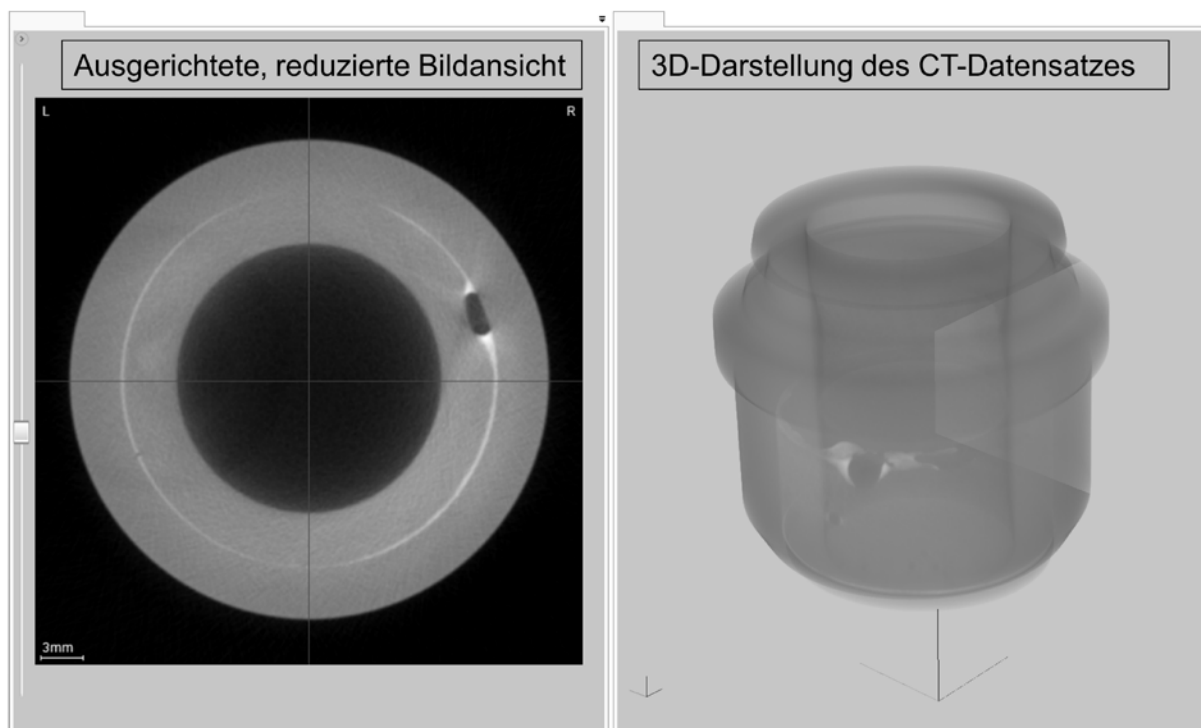 Ausgerichtete, reduzierte Bildansicht
3D-Darstellung des CT-Datensatzes
L
R
3mm